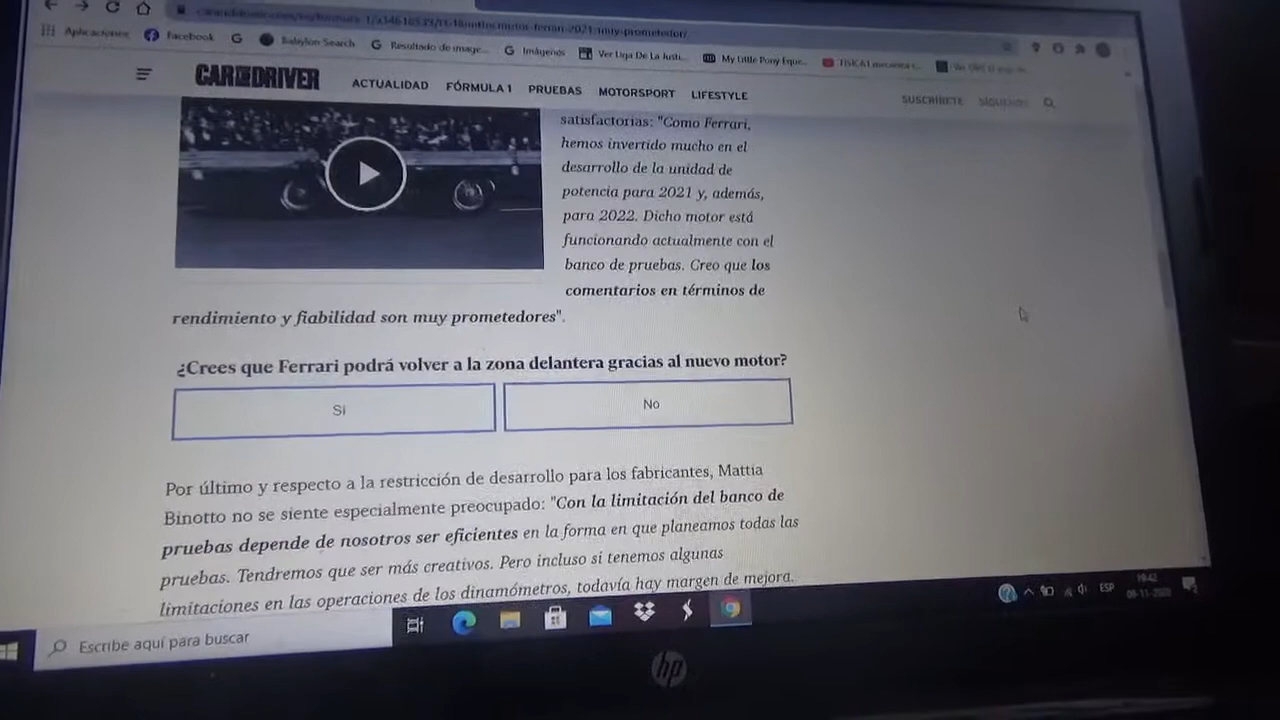 Aplicaciones
Facebook
Babylon Search
Resultado de image...
Imágenes
Ver Liga De La Justi...
My Little Pony Eque...
CAR AND DRIVER
ACTUALIDAD
FÓRMULA 1
PRUEBAS
MOTORSPORT
LIFESTYLE
SUSCRÍBETE
SÍGUENOS
satisfactorias: "Como Ferrari,
hemos invertido mucho en el
desarrollo de la unidad de
potencia para 2021 y, además,
para 2022. Dicho motor está
funcionando actualmente con el
banco de pruebas. Creo que los
comentarios en términos de
rendimiento y fiabilidad son muy prometedores".
¿Crees que Ferrari podrá volver a la zona delantera gracias al nuevo motor?
Si
No
Por último y respecto a la restricción de desarrollo para los fabricantes, Mattia
Binotto no se siente especialmente preocupado: "Con la limitación del banco de
pruebas depende de nosotros ser eficientes en la forma en que planeamos todas las
pruebas. Tendremos que ser más creativos. Pero incluso si tenemos algunas
limitaciones en las operaciones de los dinamómetros, todavía hay margen de mejora.
Escribe aquí para buscar
ESP
19:42
hp